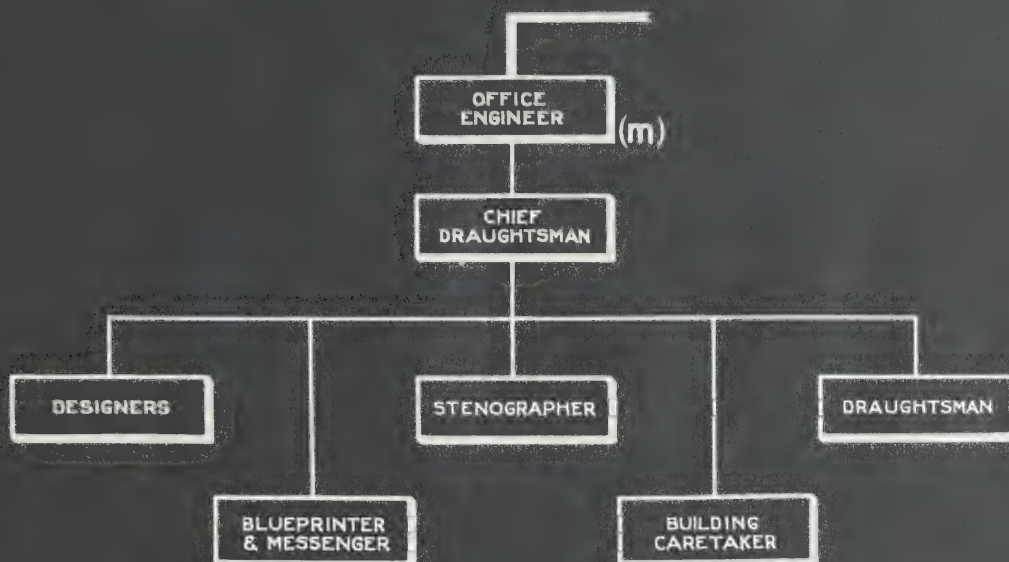 OFFICE
ENGINEER
(m)
CHIEF
DRAUGHTSMAN
DESIGNERS
STENOGRAPHER
DRAUGHTSMAN
BLUEPRINTER
& MESSENGER
BUILDING
CARETAKER